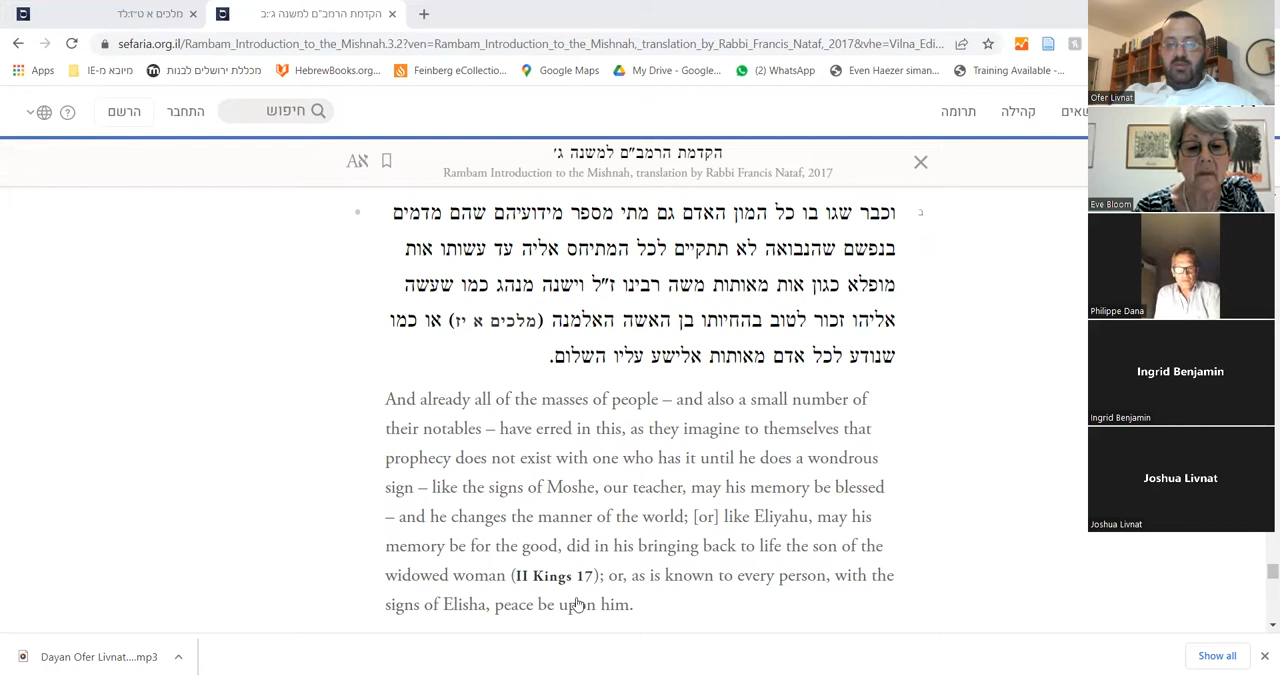 מלכים א ט״ז:לד
הקדמת הרמב"ם למשנה ג׳:ב
sefaria.org.il/Rambam_Introduction_to_the_Mishnah.3.2?ven=Rambam_Introduction_to_the_Mishnah,_translation_by_Rabbi_Francis_Nataf,_2017&vhe=Vilna_Edi...
Apps
מיובא מ-IE
מכללת ירושלים לבנות
HebrewBooks.org...
Feinberg eCollectio...
Google Maps
My Drive - Google...
(2) WhatsApp
Even Haezer siman...
Training Available -...
הרשם
התחבר
חיפוש
תרומה
קהילה
הקדמת הרמב"ם למשנה ג׳
Rambam Introduction to the Mishnah, translation by Rabbi Francis Nataf, 2017
Aא
ב
וכבר שגו בו כל המון האדם גם מתי מספר מידועיהם שהם מדמים
בנפשם שהנבואה לא תתקיים לכל המתיחס אליה עד עשותו אות
מופלא כגון אות מאותות משה רבינו ז"ל וישנה מנהג כמו שעשה
אליהו זכור לטוב בהחיותו בן האשה האלמנה (מלכים א יז) או כמו
שנודע לכל אדם מאותות אלישע עליו השלום.
And already all of the masses of people – and also a small number of
their notables – have erred in this, as they imagine to themselves that
prophecy does not exist with one who has it until he does a wondrous
sign – like the signs of Moshe, our teacher, may his memory be blessed
– and he changes the manner of the world; [or] like Eliyahu, may his
memory be for the good, did in his bringing back to life the son of the
widowed woman (II Kings 17); or, as is known to every person, with the
signs of Elisha, peace be upon him.
Dayan Ofer Livnat....mp3
Show all
Ofer Livnat
Eve Bloom
Philippe Dana
Ingrid Benjamin
Ingrid Benjamin
Joshua Livnat
Joshua Livnat